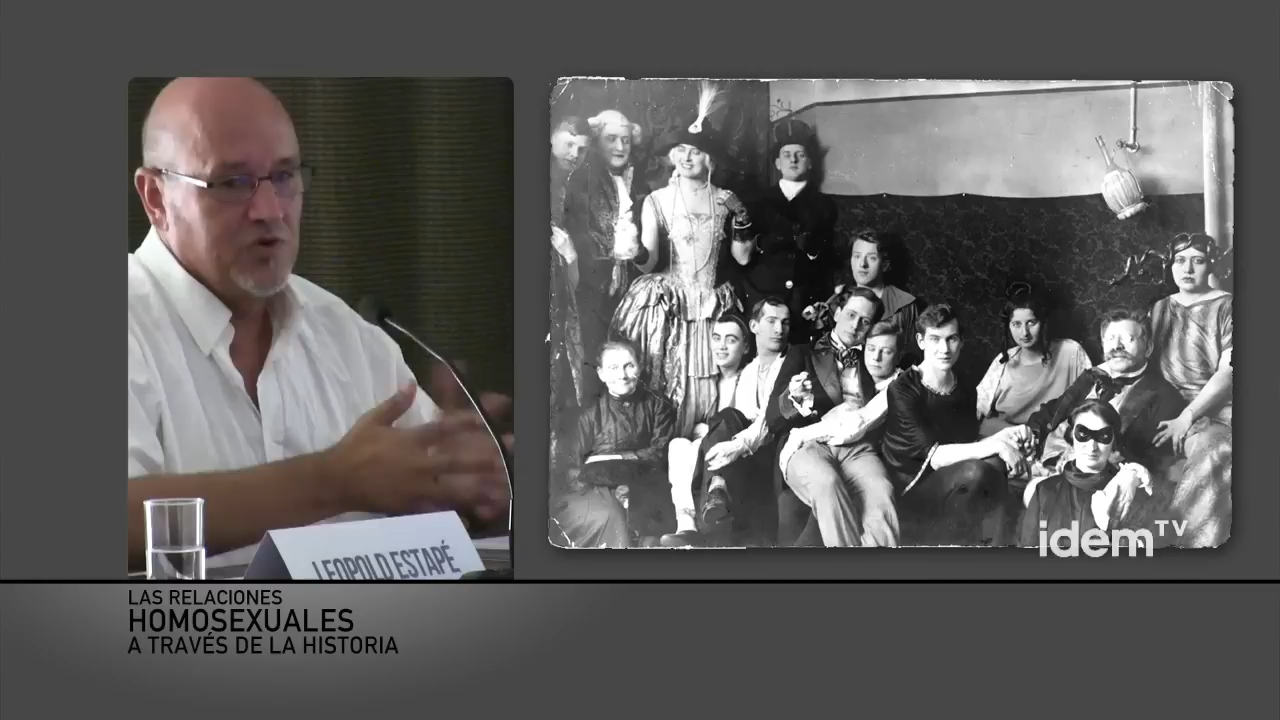 LEOPOLD ESTAPÉ
idem TV
LAS RELACIONES
HOMOSEXUALES
A TRAVÉS DE LA HISTORIA